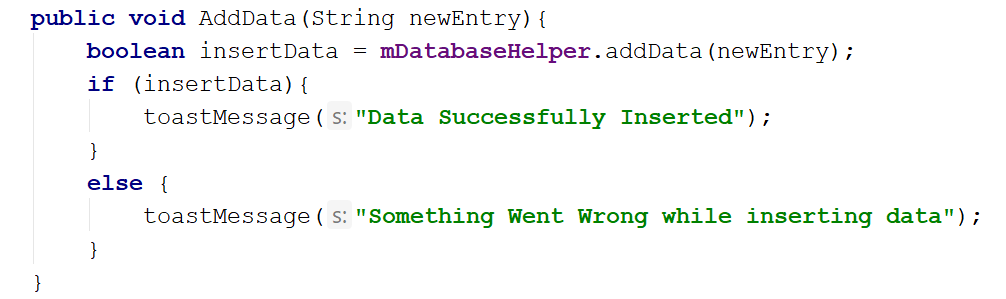 public void AddData(String newEntry){
    boolean insertData = mDatabaseHelper.addData(newEntry);
    if (insertData){
        toastMessage( s: "Data Successfully Inserted");
    }
    else {
        toastMessage( s: "Something Went Wrong while inserting data");
    }
}